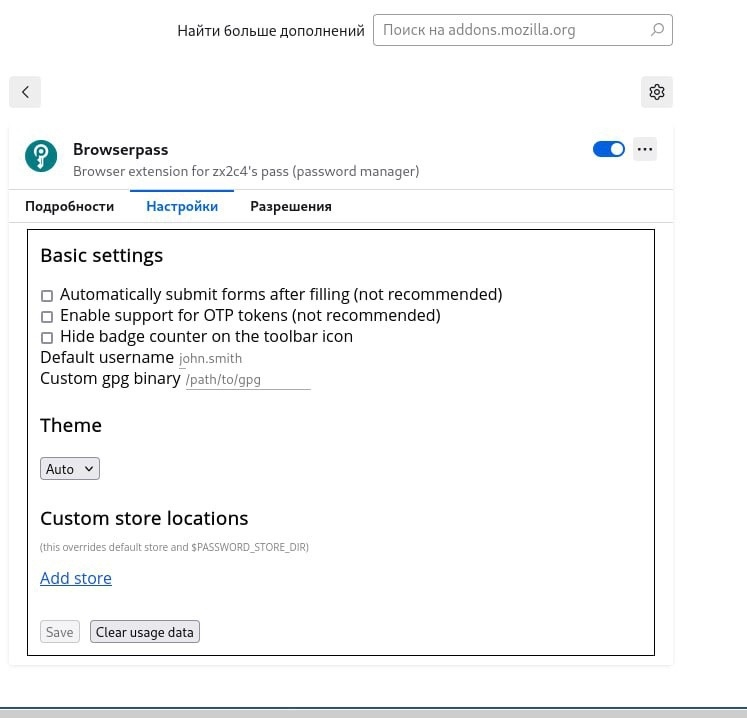 Найти больше дополнений
Поиск на addons.mozilla.org
Browserpass
Browser extension for zx2c4's pass (password manager)
Подробности Настройки Разрешения
Basic settings
Automatically submit forms after filling (not recommended)
Enable support for OTP tokens (not recommended)
Hide badge counter on the toolbar icon
Default username john.smith
Custom gpg binary /path/to/gpg
Theme
Auto
Custom store locations
(this overrides default store and $PASSWORD_STORE_DIR)
Add store
Save Clear usage data